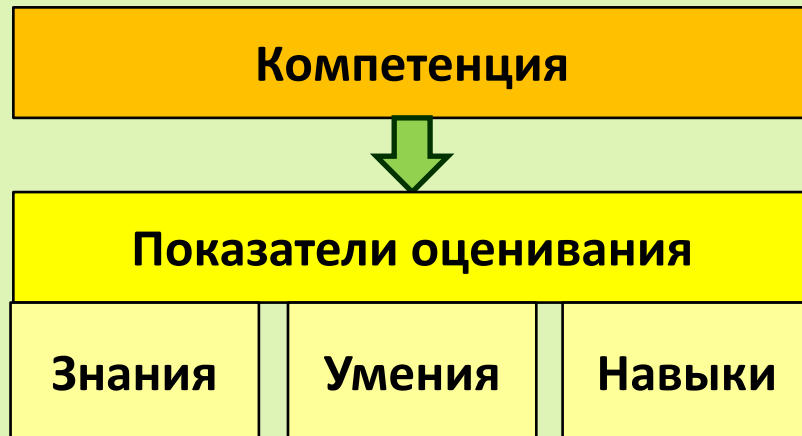 Компетенция
Показатели оценивания
Знания
Умения
Навыки